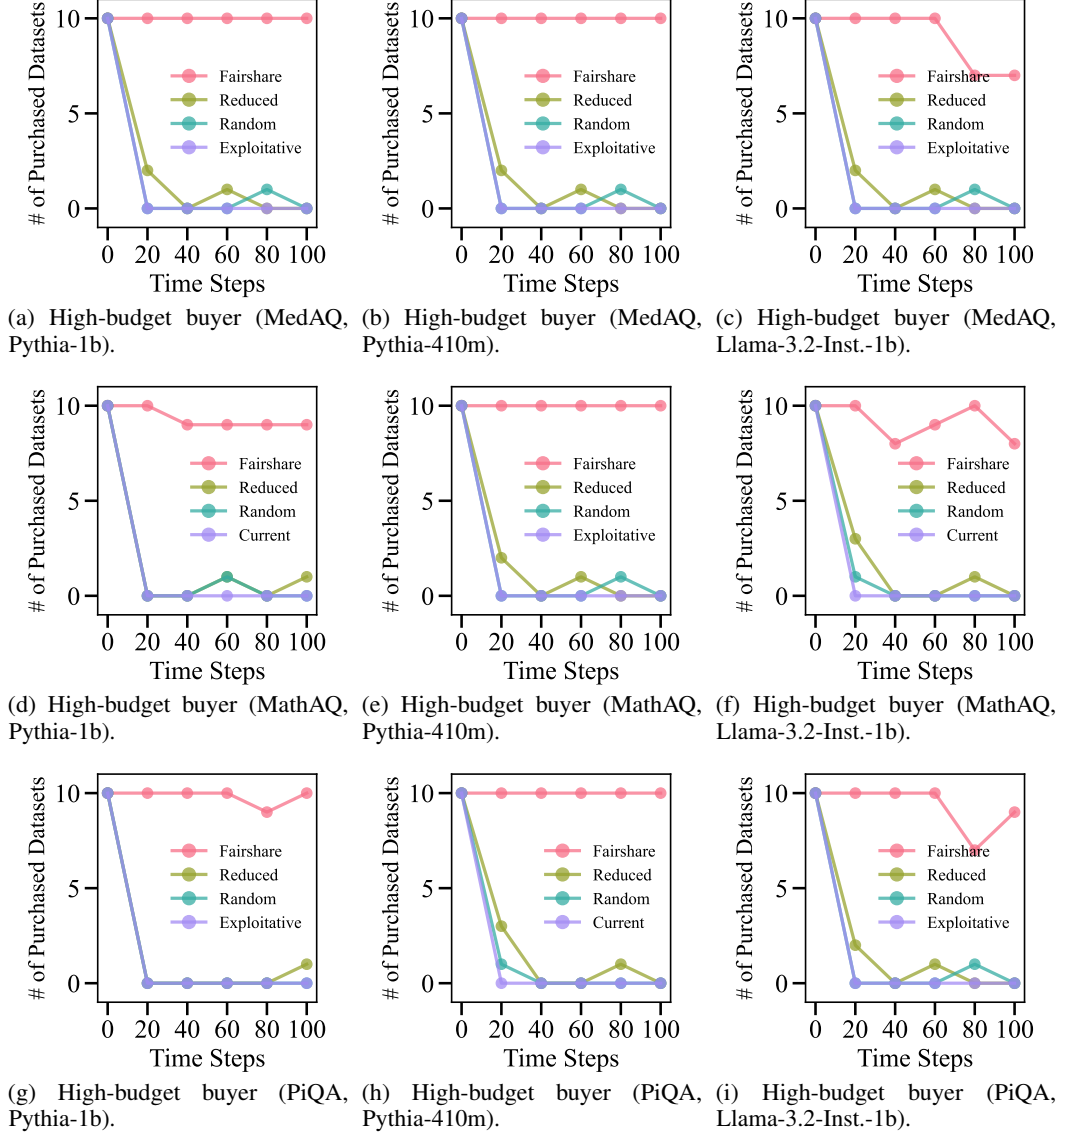 # of Purchased Datasets
10
5
0
Fairshare
Reduced
Random
Exploitative
0 20 40 60 80 100
Time Steps
(a) High-budget buyer (MedAQ,
Pythia-1b).
# of Purchased Datasets
10
5
0
Fairshare
Reduced
Random
Exploitative
0 20 40 60 80 100
Time Steps
(b) High-budget buyer (MedAQ,
Pythia-410m).
# of Purchased Datasets
10
5
0
Fairshare
Reduced
Random
Exploitative
0 20 40 60 80 100
Time Steps
(c) High-budget buyer (MedAQ,
Llama-3.2-Inst.-1b).
# of Purchased Datasets
10
5
0
Fairshare
Reduced
Random
Current
0 20 40 60 80 100
Time Steps
(d) High-budget buyer (MathAQ,
Pythia-1b).
# of Purchased Datasets
10
5
0
Fairshare
Reduced
Random
Exploitative
0 20 40 60 80 100
Time Steps
(e) High-budget buyer (MathAQ,
Pythia-410m).
# of Purchased Datasets
10
5
0
Fairshare
Reduced
Random
Current
0 20 40 60 80 100
Time Steps
(f) High-budget buyer (MathAQ,
Llama-3.2-Inst.-1b).
# of Purchased Datasets
10
5
0
Fairshare
Reduced
Random
Exploitative
0 20 40 60 80 100
Time Steps
(g) High-budget buyer (PiQA,
Pythia-1b).
# of Purchased Datasets
10
5
0
Fairshare
Reduced
Random
Current
0 20 40 60 80 100
Time Steps
(h) High-budget buyer (PiQA,
Pythia-410m).
# of Purchased Datasets
10
5
0
Fairshare
Reduced
Random
Exploitative
0 20 40 60 80 100
Time Steps
(i) High-budget buyer (PiQA,
Llama-3.2-Inst.-1b).